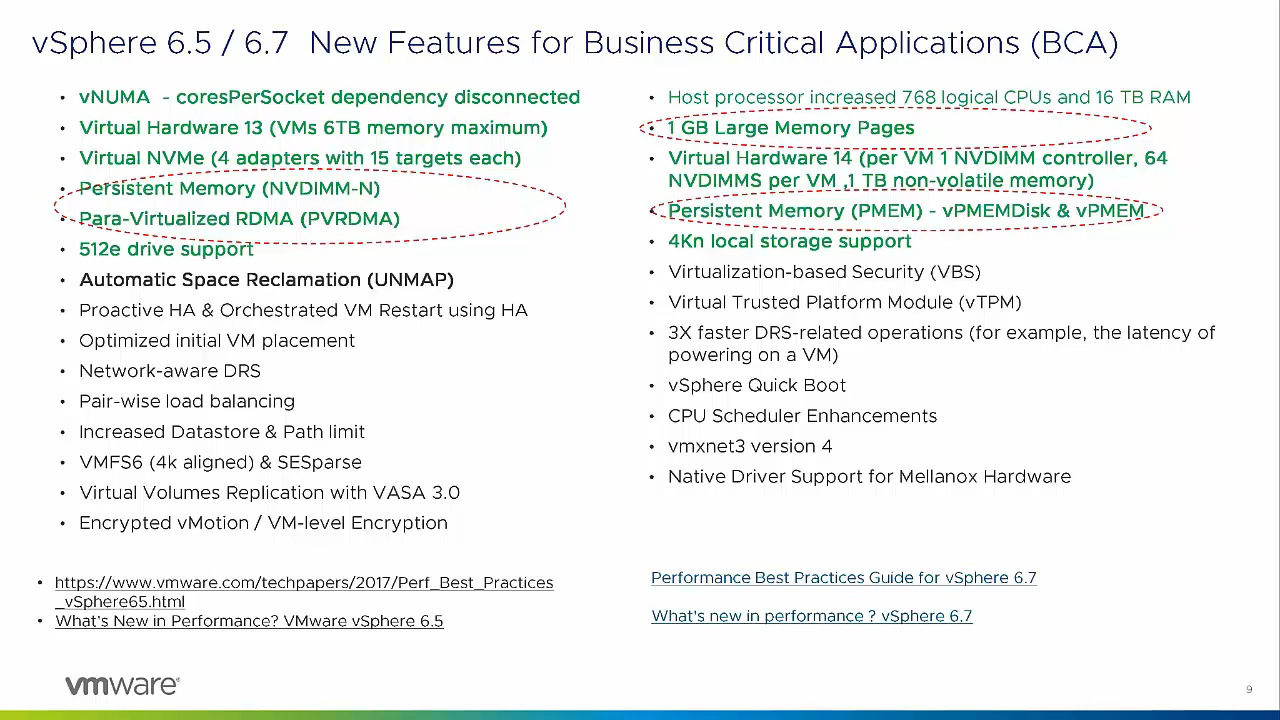 vSphere 6.5 / 6.7 New Features for Business Critical Applications (BCA)
• vNUMA - coresPerSocket dependency disconnected
• Virtual Hardware 13 (VMs 6TB memory maximum)
• Virtual NVMe (4 adapters with 15 targets each)
• Persistent Memory (NVDIMM-N)
• Para-Virtualized RDMA (PVRDMA)
• 512e drive support
• Automatic Space Reclamation (UNMAP)
• Proactive HA & Orchestrated VM Restart using HA
• Optimized initial VM placement
• Network-aware DRS
• Pair-wise load balancing
• Increased Datastore & Path limit
• VMFS6 (4k aligned) & SESparse
• Virtual Volumes Replication with VASA 3.0
• Encrypted vMotion / VM-level Encryption
• https://www.vmware.com/techpapers/2017/Perf_Best_Practices
_vSphere65.html
• What's New in Performance? VMware vSphere 6.5
• Host processor increased 768 logical CPUs and 16 TB RAM
• 1 GB Large Memory Pages
• Virtual Hardware 14 (per VM 1 NVDIMM controller, 64
NVDIMMS per VM ,1 TB non-volatile memory)
• Persistent Memory (PMEM) - vPMEMDisk & vPMEM
• 4Kn local storage support
• Virtualization-based Security (VBS)
• Virtual Trusted Platform Module (vTPM)
• 3X faster DRS-related operations (for example, the latency of
powering on a VM)
• vSphere Quick Boot
• CPU Scheduler Enhancements
• vmxnet3 version 4
• Native Driver Support for Mellanox Hardware
Performance Best Practices Guide for vSphere 6.7
What's new in performance ? vSphere 6.7
vmware®
9